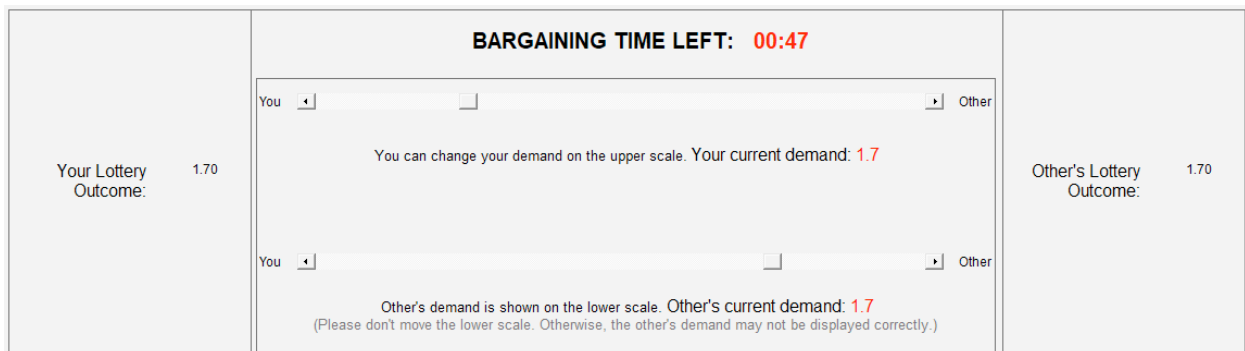 BARGAINING TIME LEFT: 00:47
You Other
You can change your demand on the upper scale. Your current demand: 1.7
Your Lottery 1.70
Outcome:
Other's Lottery 1.70
Outcome:
You Other
Other's demand is shown on the lower scale. Other's current demand: 1.7
(Please don't move the lower scale. Otherwise, the other's demand may not be displayed correctly.)